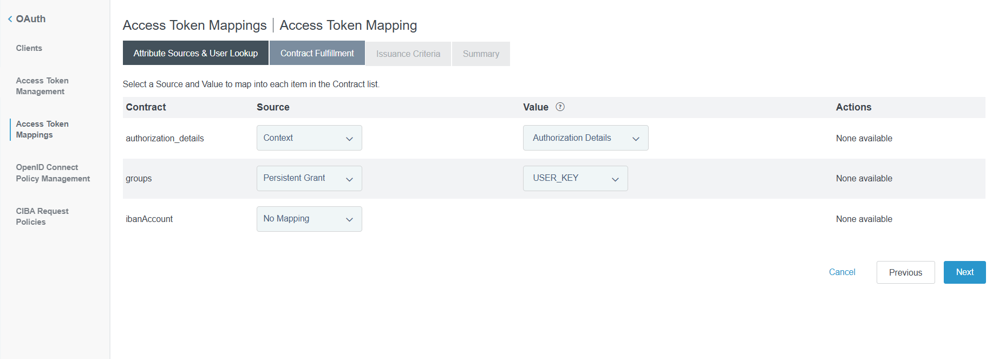 OAuth
Clients
Access Token
Management
Access Token
Mappings
OpenID Connect
Policy Management
CIBA Request
Policies
Access Token Mappings | Access Token Mapping
Attribute Sources & User Lookup Contract Fulfillment Issuance Criteria Summary
Select a Source and Value to map into each item in the Contract list.
Contract Source Value ? Actions
authorization_details Context Authorization Details None available
groups Persistent Grant USER_KEY None available
ibanAccount No Mapping None available
Cancel Previous Next